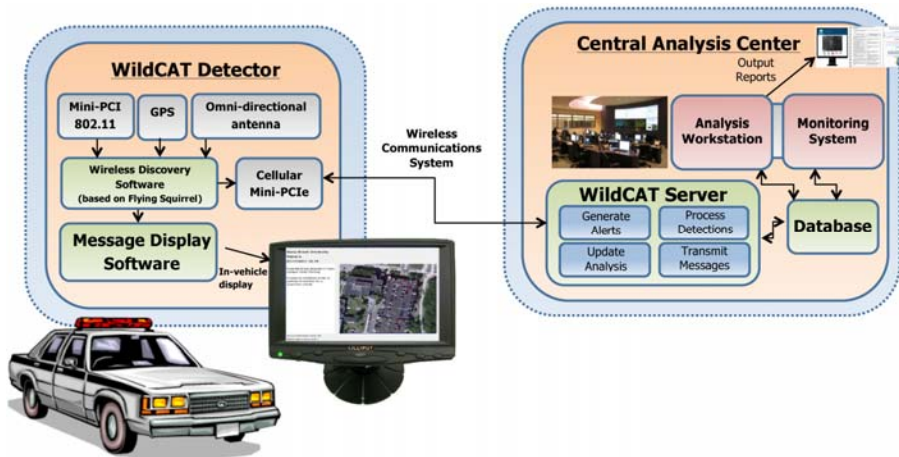 WildCAT Detector
Mini-PCI
802.11
GPS
Omni-directional
antenna
Wireless Discovery
Software
(based on Flying Squirrel)
Cellular
Mini-PCIe
Message Display
Software
In-vehicle
display
LILLIPUT
Wireless
Communications
System
Central Analysis Center
Output
Reports
Analysis
Workstation
Monitoring
System
WildCAT Server
Generate
Alerts
Process
Detections
Update
Analysis
Transmit
Messages
Database